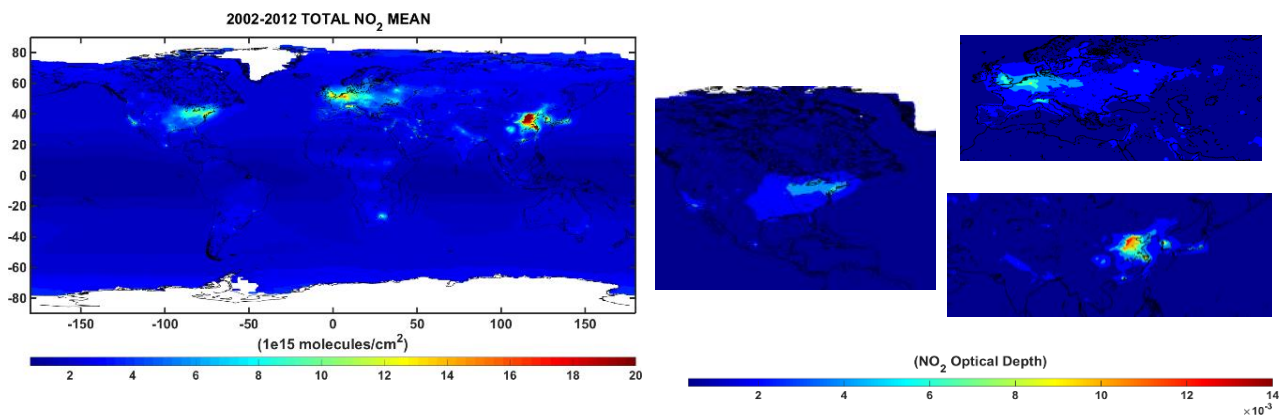 2002-2012 TOTAL NO₂ MEAN
80
60
40
20
0
-20
-40
-60
-80
-150 -100 -50 0 50 100 150
(1e15 molecules/cm²)
2 4 6 8 10 12 14 16 18 20
(NO₂ Optical Depth)
2 4 6 8 10 12 14
×10⁻³